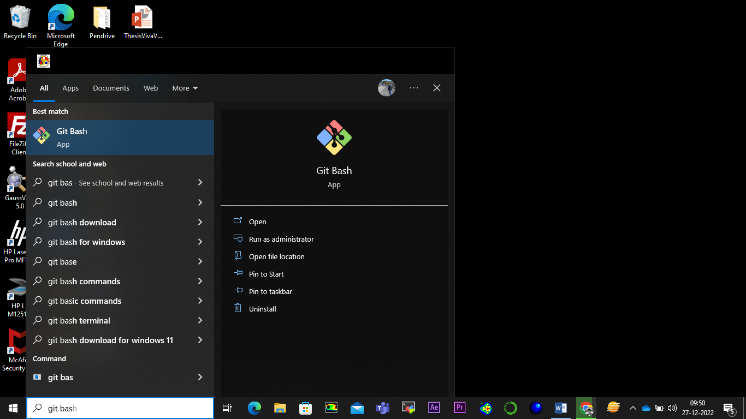 Recycle Bin
Microsoft Edge
Pendrive
ThesisVivaV...
Adob
Acrob
FileZil
Clien
GaussV
5.0
HP Lase
Pro MF
HP L
M1251
McAf
Security
All
Apps
Documents
Web
More
Best match
Git Bash
App
Search school and web
git bas See school and web results
git bash
git bash download
git bash for windows
git base
git bash commands
git basic commands
git bash terminal
git bash download for windows 11
Command
git bas
Git Bash
App
Open
Run as administrator
Open file location
Pin to Start
Pin to taskbar
Uninstall
git bash
09:50
27-12-2022